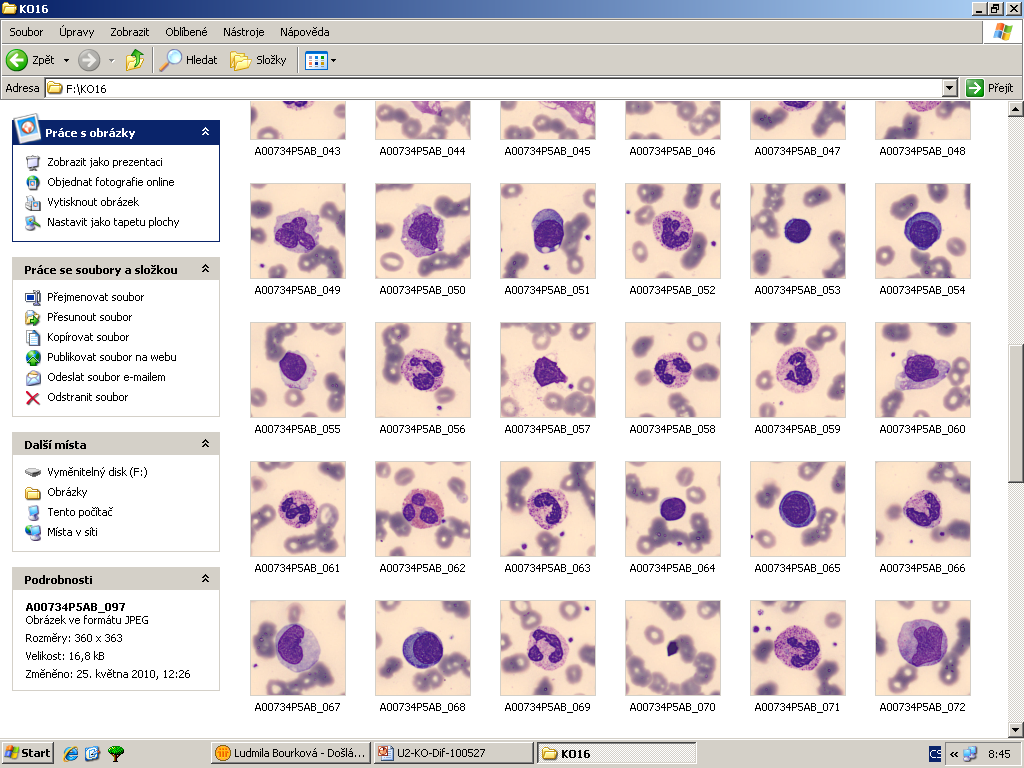 KO16
Soubor Úpravy Zobrazit Oblíbené Nástroje Nápověda
Zpět Hledat Složky
Adresa F:\KO16 Přejít
Práce s obrázky
Zobrazit jako prezentaci
Objednat fotografie online
Vytisknout obrázek
Nastavit jako tapetu plochy
Práce se soubory a složkou
Přejmenovat soubor
Přesunout soubor
Kopírovat soubor
Publikovat soubor na webu
Odeslat soubor e-mailem
Odstranit soubor
Další místa
Vyměnitelný disk (F:)
Obrázky
Tento počítač
Místa v síti
Podrobnosti
A00734P5AB_097
Obrázek ve formátu JPEG
Rozměry: 360 x 363
Velikost: 16,8 kB
Změněno: 25. května 2010, 12:26
A00734P5AB_043 A00734P5AB_044 A00734P5AB_045 A00734P5AB_046 A00734P5AB_047 A00734P5AB_048
A00734P5AB_049 A00734P5AB_050 A00734P5AB_051 A00734P5AB_052 A00734P5AB_053 A00734P5AB_054
A00734P5AB_055 A00734P5AB_056 A00734P5AB_057 A00734P5AB_058 A00734P5AB_059 A00734P5AB_060
A00734P5AB_061 A00734P5AB_062 A00734P5AB_063 A00734P5AB_064 A00734P5AB_065 A00734P5AB_066
A00734P5AB_067 A00734P5AB_068 A00734P5AB_069 A00734P5AB_070 A00734P5AB_071 A00734P5AB_072
Start Ludmila Bourková - Došlá... U2-KO-Dif-100527 KO16 CS « 8:45